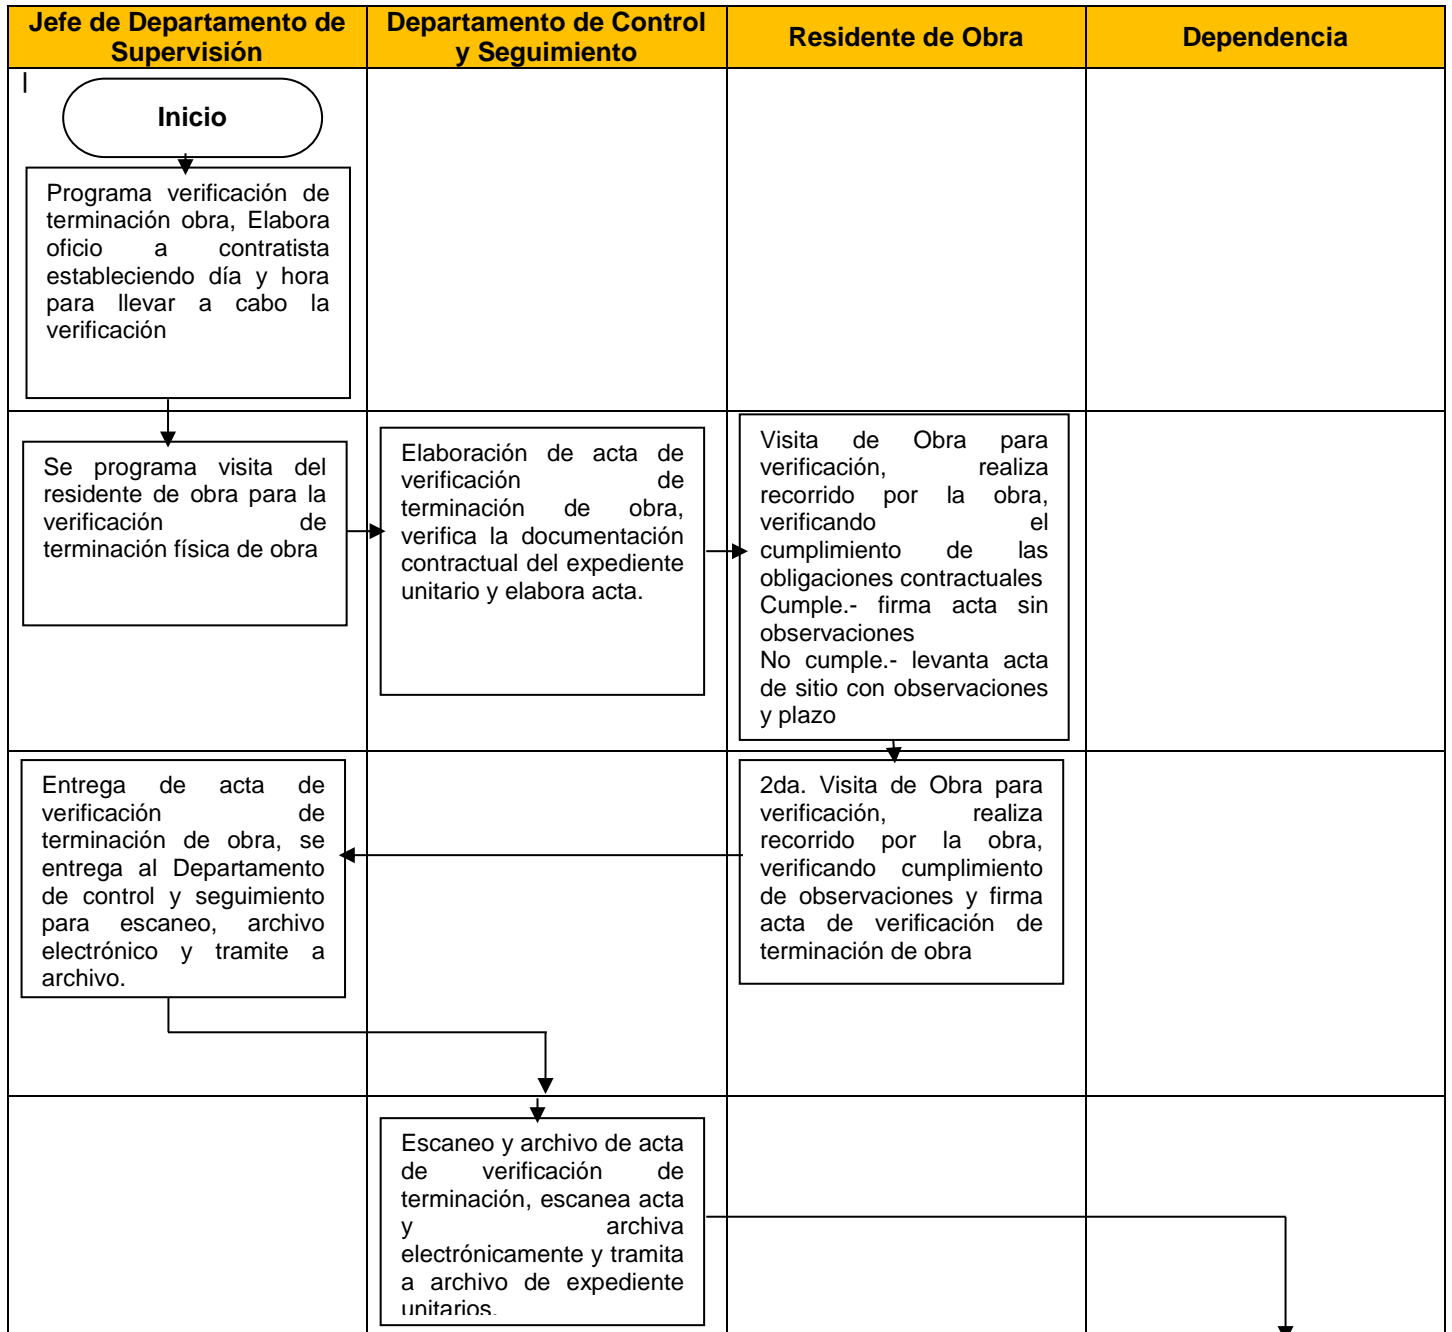 Jefe de Departamento de
Supervisión
Departamento de Control
y Seguimiento
Residente de Obra
Dependencia
Inicio
Programa verificación de
terminación obra, Elabora
oficio a contratista
estableciendo día y hora
para llevar a cabo la
verificación
Se programa visita del
residente de obra para la
verificación de
terminación física de obra
Elaboración de acta de
verificación de
terminación de obra,
verifica la documentación
contractual del expediente
unitario y elabora acta.
Visita de Obra para
verificación, realiza
recorrido por la obra,
verificando el
cumplimiento de las
obligaciones contractuales
Cumple.- firma acta sin
observaciones
No cumple.- levanta acta
de sitio con observaciones
y plazo
Entrega de acta de
verificación de
terminación de obra, se
entrega al Departamento
de control y seguimiento
para escaneo, archivo
electrónico y tramite a
archivo.
2da. Visita de Obra para
verificación, realiza
recorrido por la obra,
verificando cumplimiento
de observaciones y firma
acta de verificación de
terminación de obra
Escaneo y archivo de acta
de verificación de
terminación, escanea acta
y archiva
electrónicamente y tramita
a archivo de expediente
unitarios.